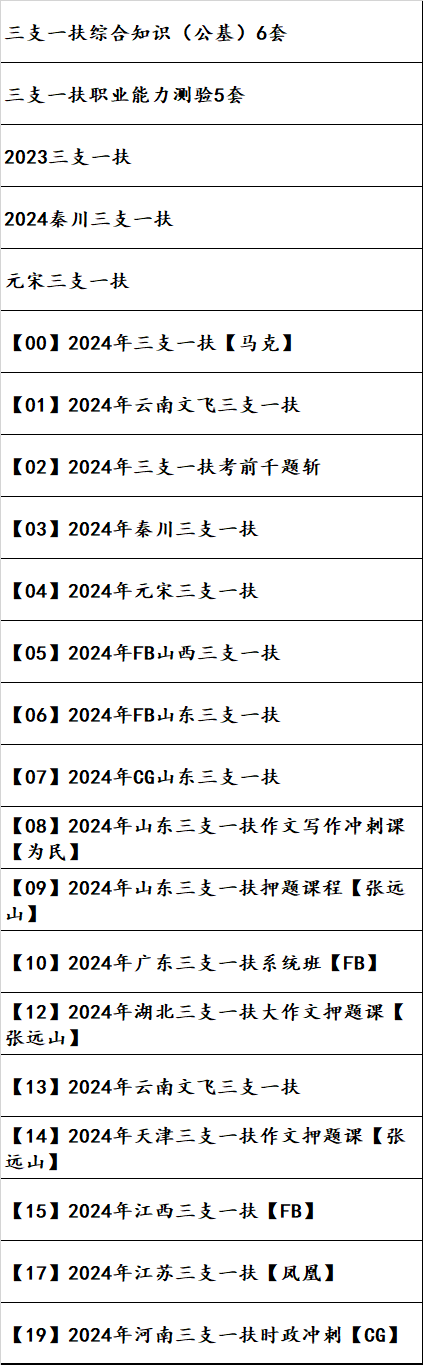 三支一扶综合知识（公基）6套
三支一扶职业能力测验5套
2023三支一扶
2024秦川三支一扶
元宋三支一扶
【00】2024年三支一扶【马克】
【01】2024年云南文飞三支一扶
【02】2024年三支一扶考前千题斩
【03】2024年秦川三支一扶
【04】2024年元宋三支一扶
【05】2024年FB山西三支一扶
【06】2024年FB山东三支一扶
【07】2024年CG山东三支一扶
【08】2024年山东三支一扶作文写作冲刺课
【为民】
【09】2024年山东三支一扶押题课程【张远
山】
【10】2024年广东三支一扶系统班【FB】
【12】2024年湖北三支一扶大作文押题课【
张远山】
【13】2024年云南文飞三支一扶
【14】2024年天津三支一扶作文押题课【张
远山】
【15】2024年江西三支一扶【FB】
【17】2024年江苏三支一扶【凤凰】
【19】2024年河南三支一扶时政冲刺【CG】